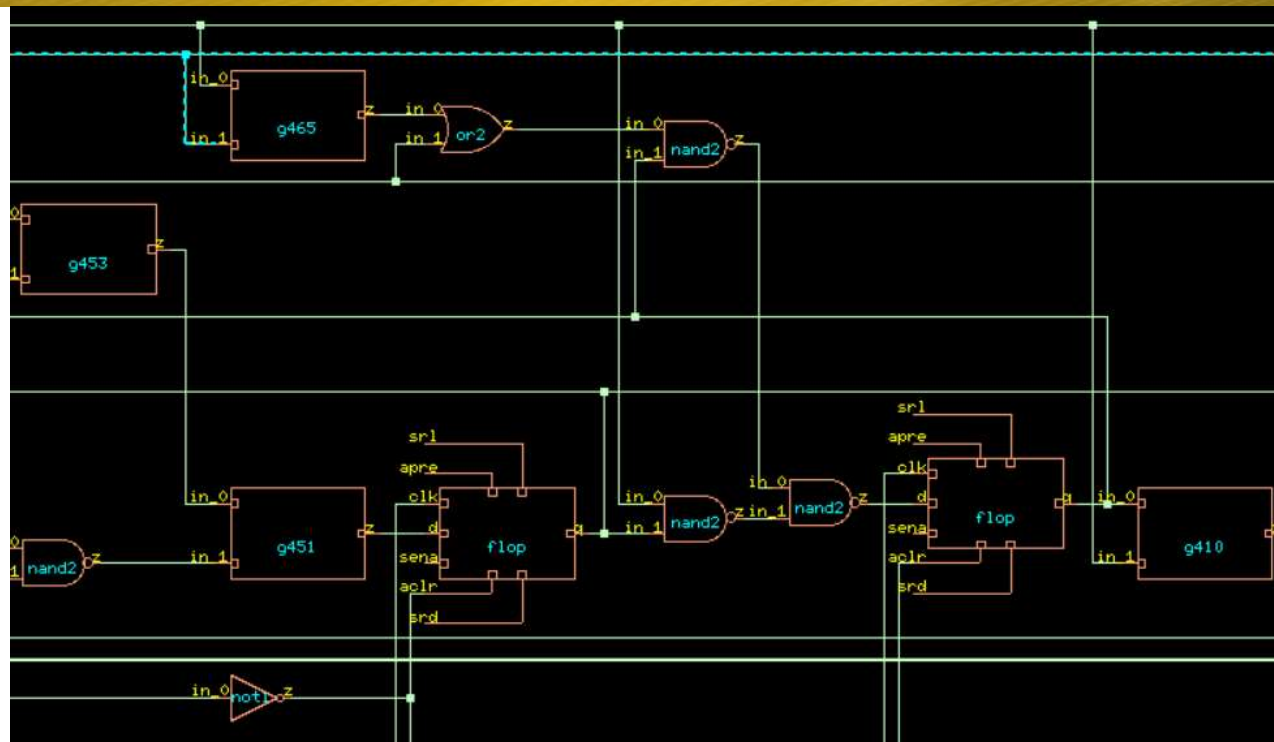 in_0
z
in_0
g465
or2
z
in_0
in_1
in_1
nand2
z
in_1
0
z
g453
1
srl
srl
apre
apre
clk
in_0
z
in_0
clk
in_0
nand2
z
d
q
in_0
in_0
g451
z
d
flop
q
in_1
nand2
z
in_1
flop
g410
0
z
in_1
sena
sena
1
nand2
aclr
aclr
in_1
srd
srd
in_0
not1
z